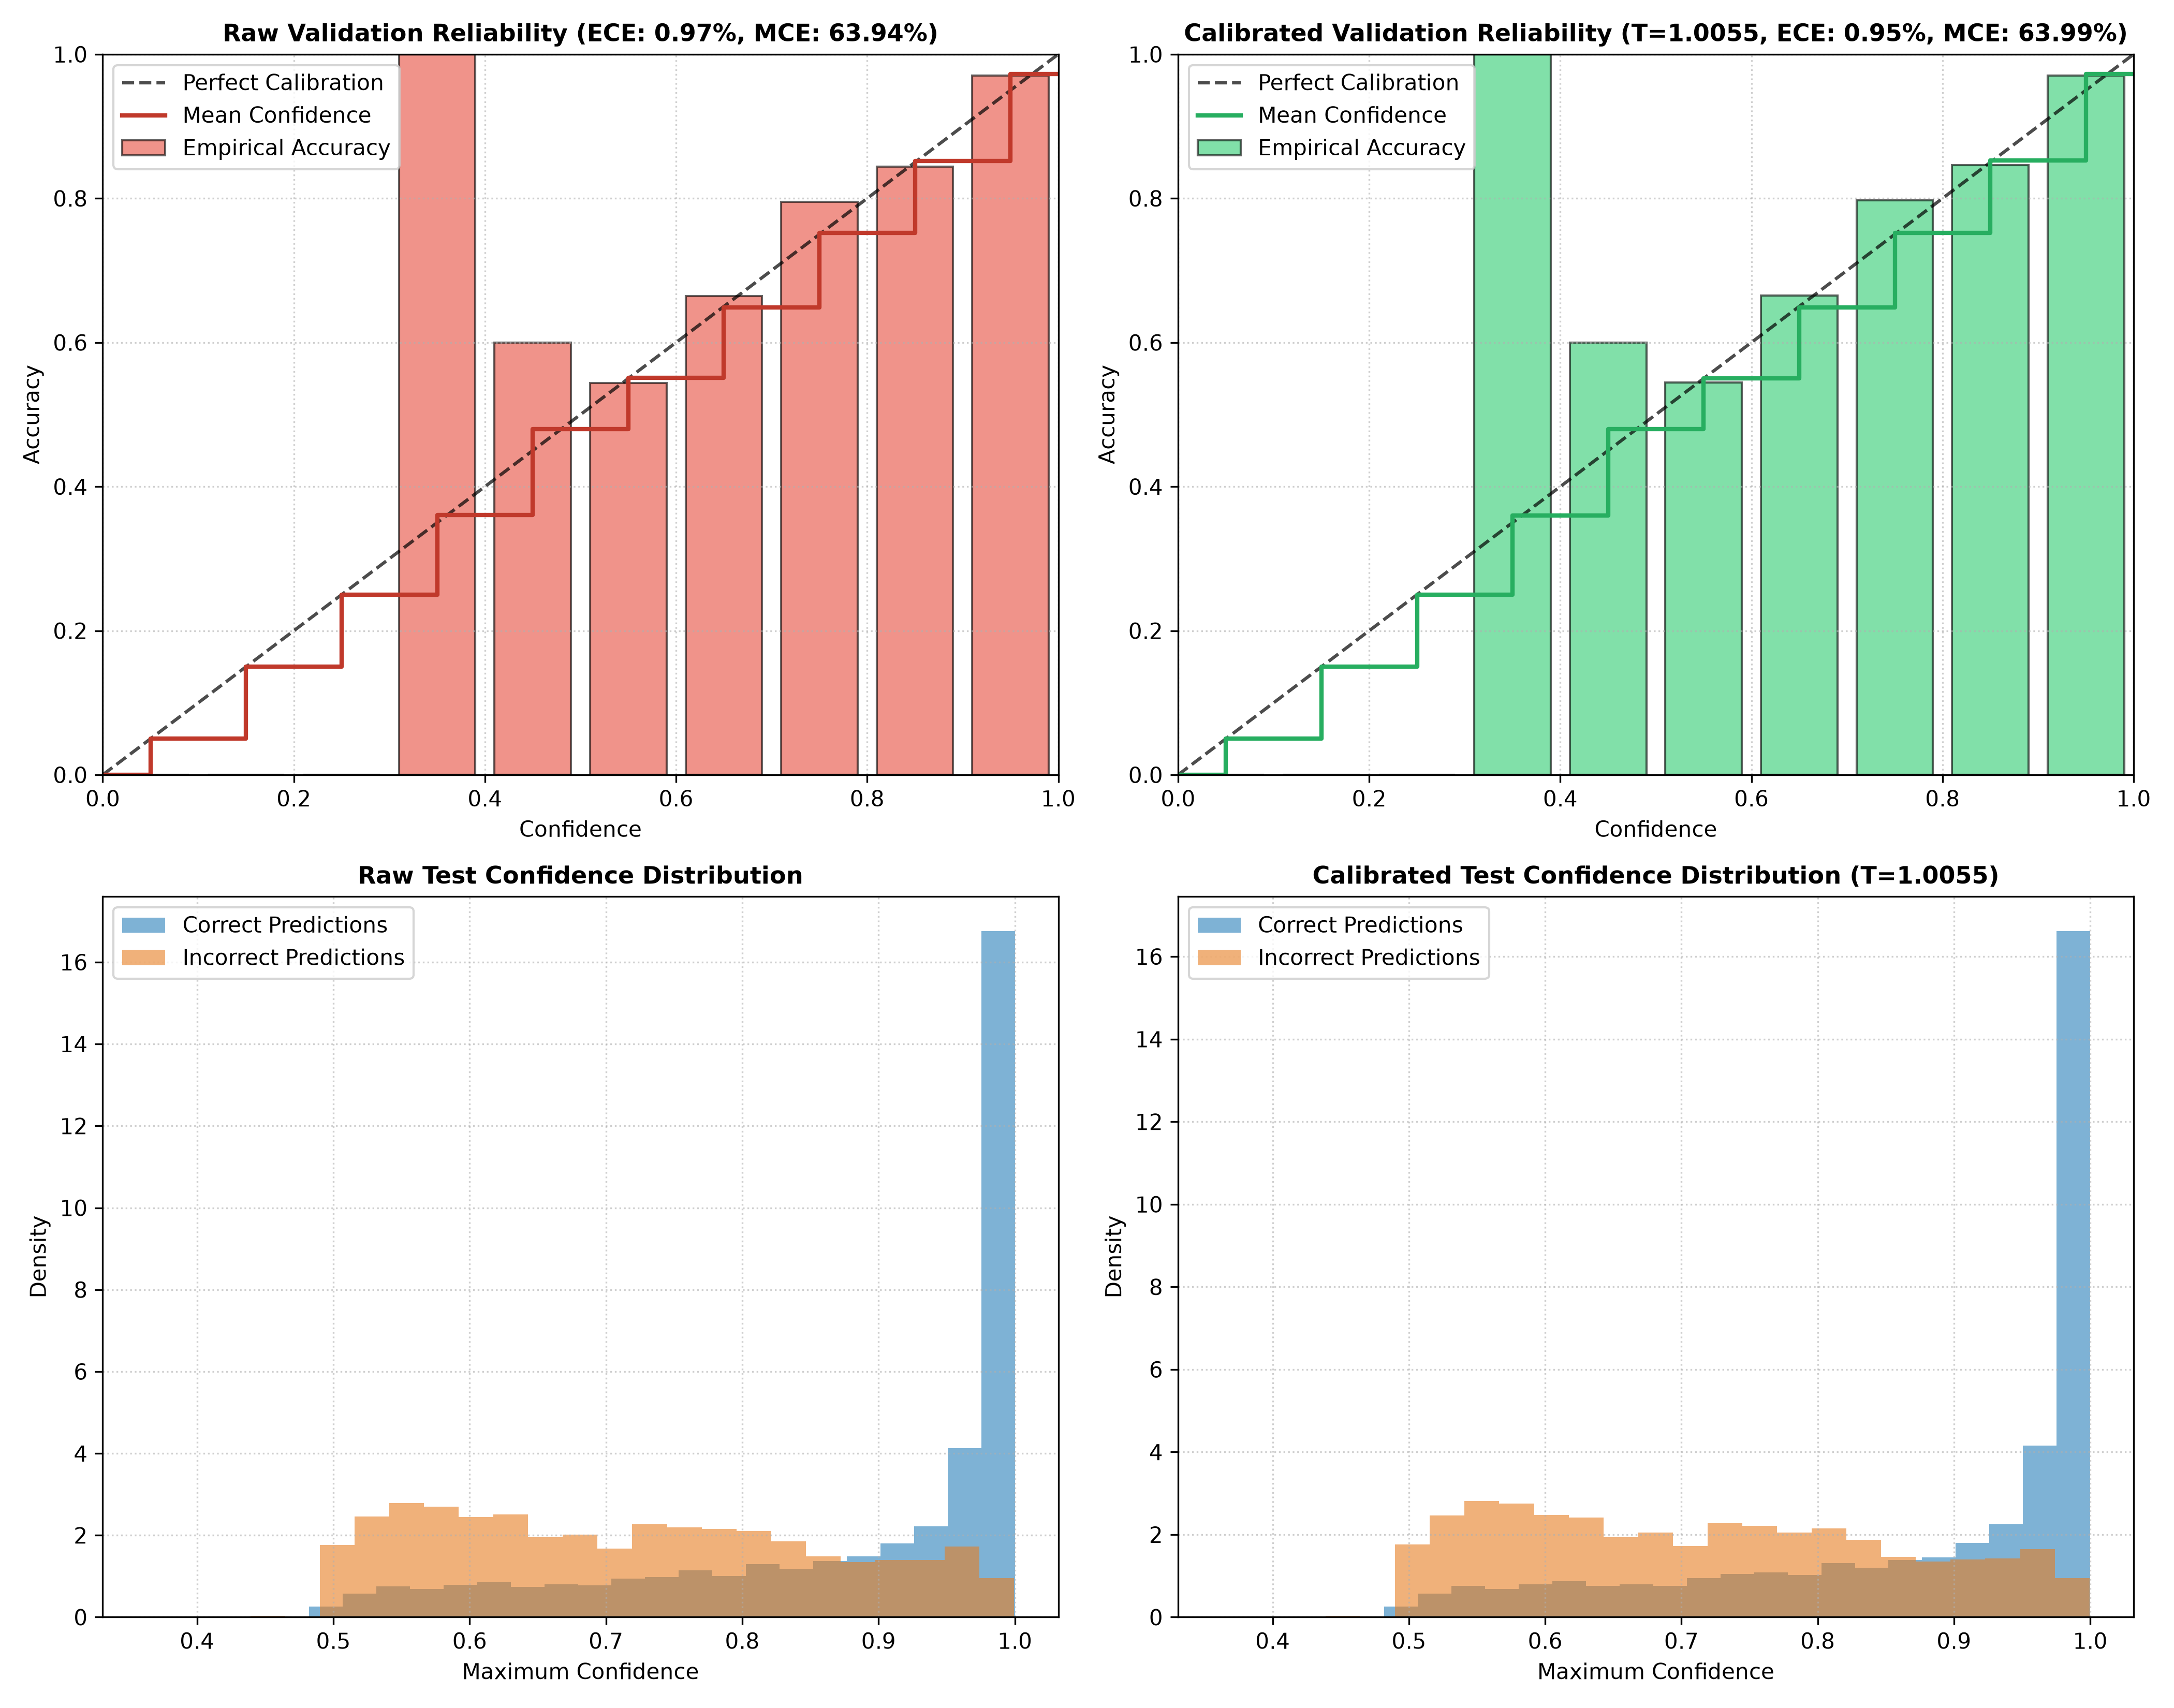 Raw Validation Reliability (ECE: 0.97%, MCE: 63.94%)
Perfect Calibration
Mean Confidence
Empirical Accuracy
Accuracy
1.0
0.8
0.6
0.4
0.2
0.0
0.0 0.2 0.4 0.6 0.8 1.0
Confidence
Calibrated Validation Reliability (T=1.0055, ECE: 0.95%, MCE: 63.99%)
Perfect Calibration
Mean Confidence
Empirical Accuracy
Accuracy
1.0
0.8
0.6
0.4
0.2
0.0
0.0 0.2 0.4 0.6 0.8 1.0
Confidence
Raw Test Confidence Distribution
Correct Predictions
Incorrect Predictions
Density
16
14
12
10
8
6
4
2
0
0.4 0.5 0.6 0.7 0.8 0.9 1.0
Maximum Confidence
Calibrated Test Confidence Distribution (T=1.0055)
Correct Predictions
Incorrect Predictions
Density
16
14
12
10
8
6
4
2
0
0.4 0.5 0.6 0.7 0.8 0.9 1.0
Maximum Confidence